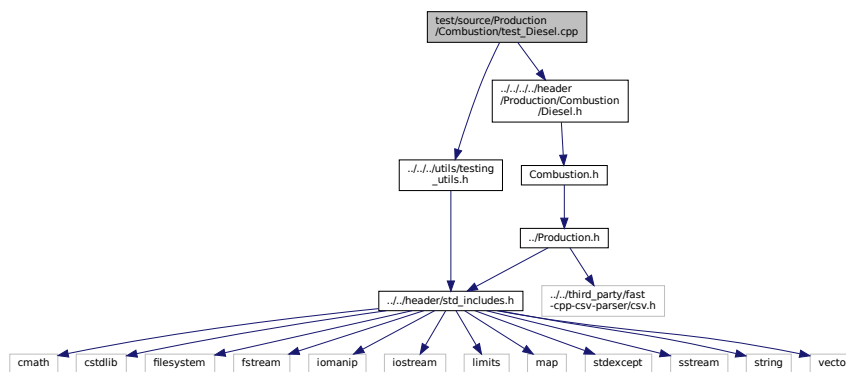 test/source/Production
/Combustion/test_Diesel.cpp
../../../../header
/Production/Combustion
/Diesel.h
../../../utils/testing
_utils.h
Combustion.h
../Production.h
../../header/std_includes.h
../../third_party/fast
-cpp-csv-parser/csv.h
cmath
cstdlib
filesystem
fstream
iomanip
iostream
limits
map
stdexcept
sstream
string
vecto